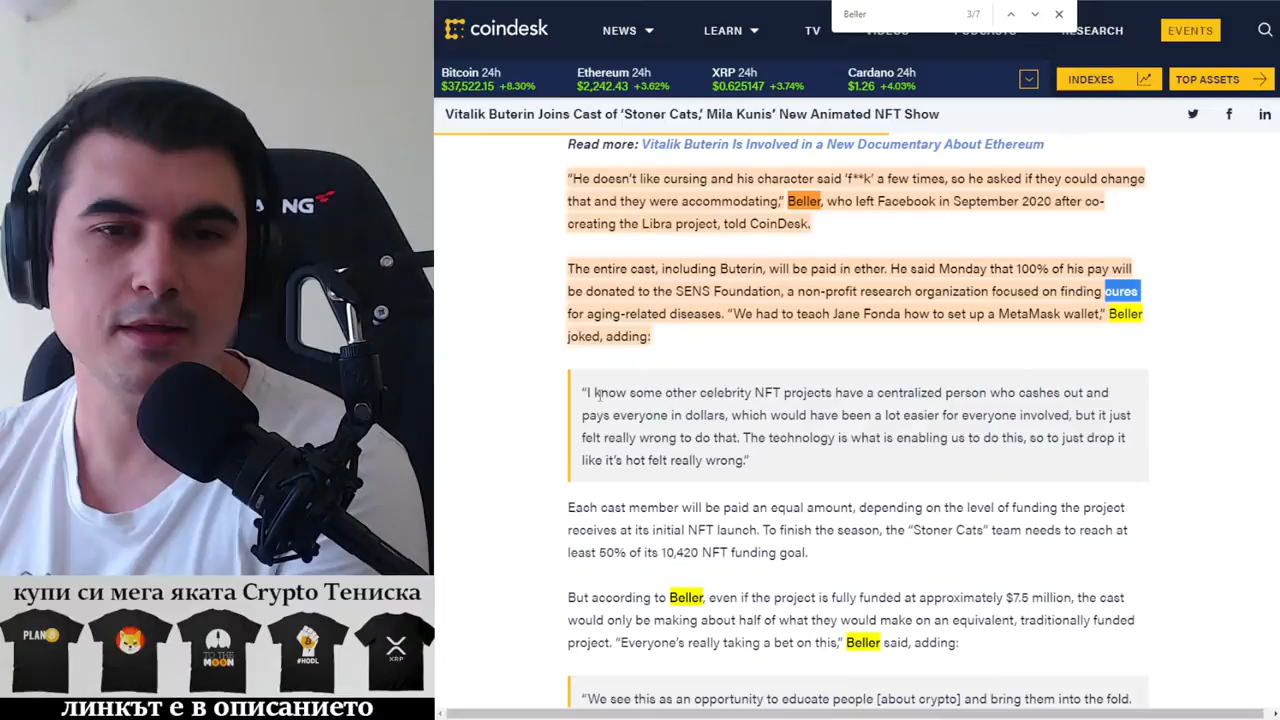 Beller
3/7
coindesk
NEWS
LEARN
TV
RESEARCH
EVENTS
Bitcoin 24h
$37,522.15 +8.30%
Ethereum 24h
$2,242.43 +3.62%
XRP 24h
$0.625147 +3.74%
Cardano 24h
$1.26 +4.03%
INDEXES
TOP ASSETS
Vitalik Buterin Joins Cast of ‘Stoner Cats,’ Mila Kunis’ New Animated NFT Show
Read more: Vitalik Buterin Is Involved in a New Documentary About Ethereum
“He doesn’t like cursing and his character said ‘f**k’ a few times, so he asked if they could change
that and they were accommodating,” Beller, who left Facebook in September 2020 after co-
creating the Libra project, told CoinDesk.
The entire cast, including Buterin, will be paid in ether. He said Monday that 100% of his pay will
be donated to the SENS Foundation, a non-profit research organization focused on finding cures
for aging-related diseases. “We had to teach Jane Fonda how to set up a MetaMask wallet,” Beller
joked, adding:
“I know some other celebrity NFT projects have a centralized person who cashes out and
pays everyone in dollars, which would have been a lot easier for everyone involved, but it just
felt really wrong to do that. The technology is what is enabling us to do this, so to just drop it
like it’s hot felt really wrong.”
Each cast member will be paid an equal amount, depending on the level of funding the project
receives at its initial NFT launch. To finish the season, the “Stoner Cats” team needs to reach at
least 50% of its 10,420 NFT funding goal.
But according to Beller, even if the project is fully funded at approximately $7.5 million, the cast
would only be making about half of what they would make on an equivalent, traditionally funded
project. “Everyone’s really taking a bet on this,” Beller said, adding:
“We see this as an opportunity to educate people [about crypto] and bring them into the fold.
NG
купи си мега яката Crypto Тениска
PLAN
TO THE
MOON
#HODL
XRP
линкът е в описанието